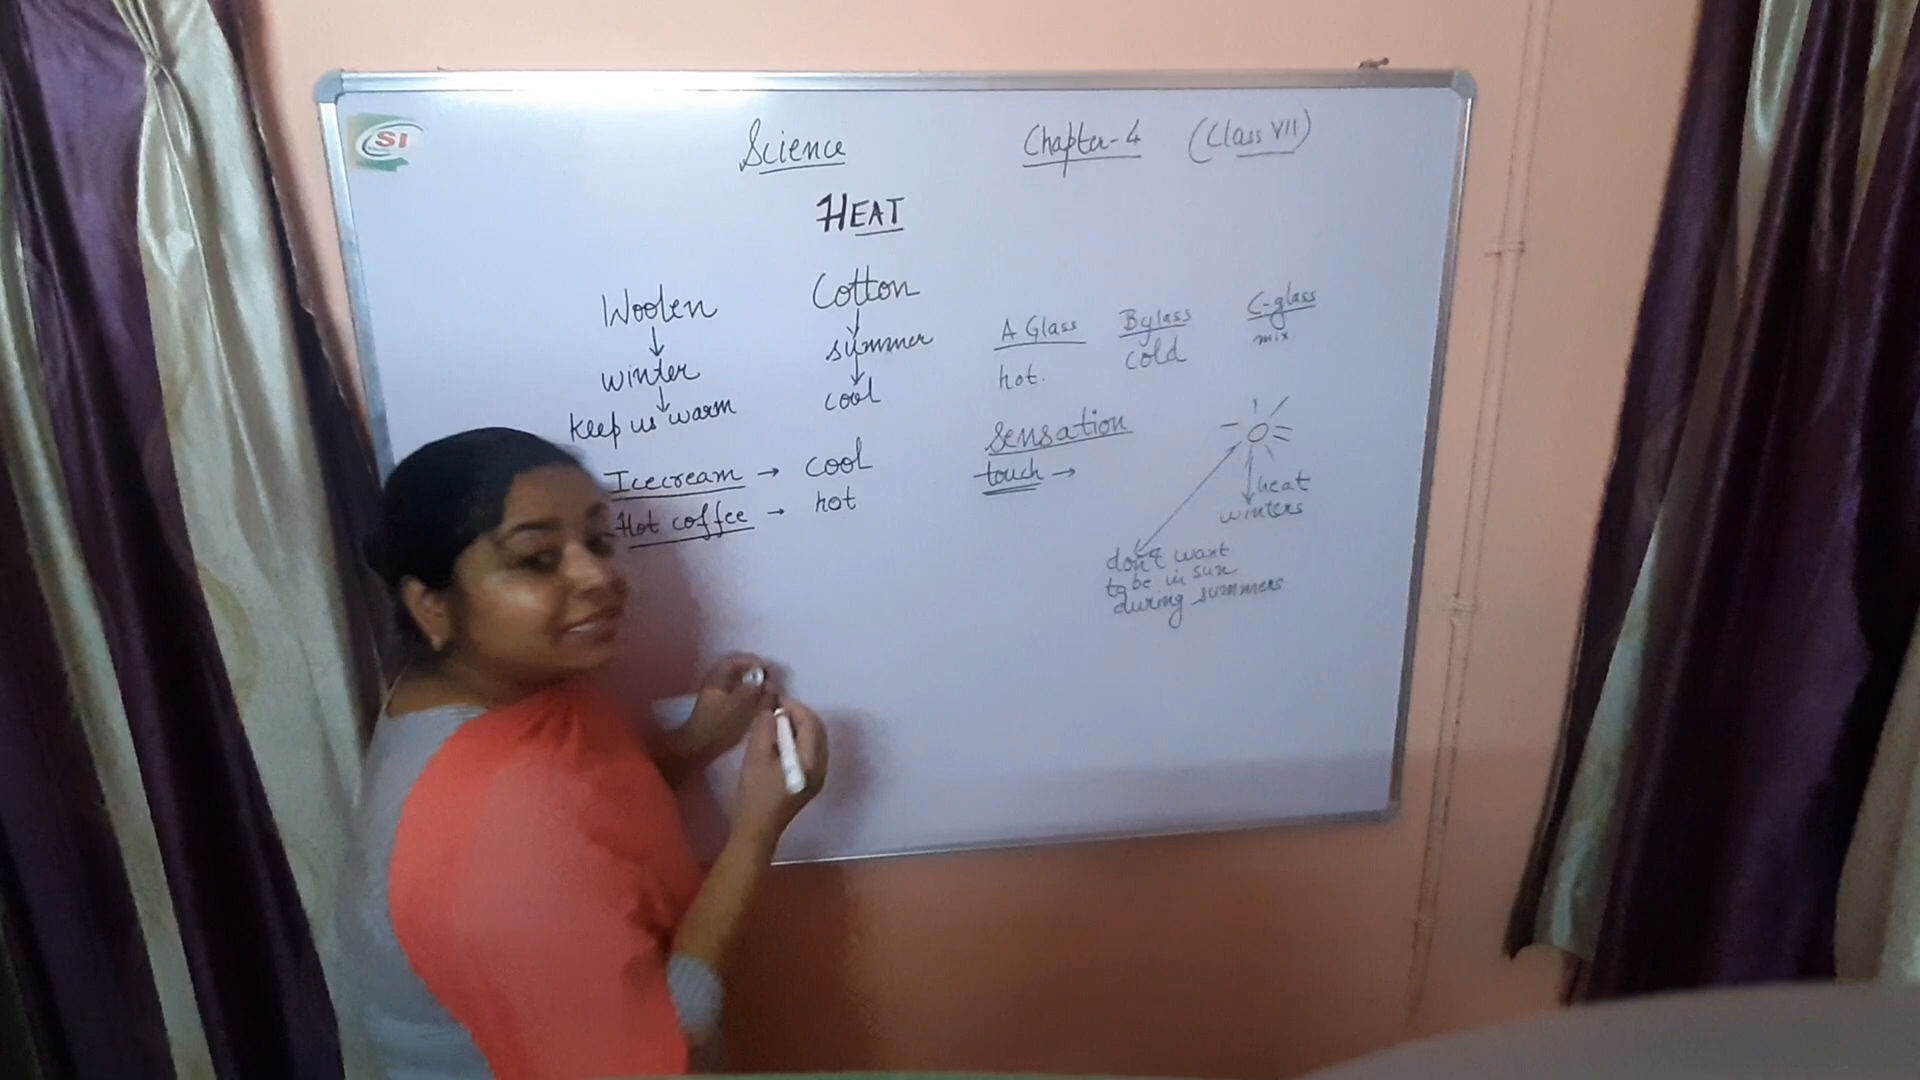 SI
Science
Chapter-4
(Class VII)
HEAT
Woolen
↓
winter
↓
keep us warm
Cotton
↓
summer
↓
cool
Icecream → cool
Hot coffee → hot
A Glass
hot.
B glass
cold
C-glass
mix
Sensation
touch →
heat
winters
don't want
to be in sun
during summers